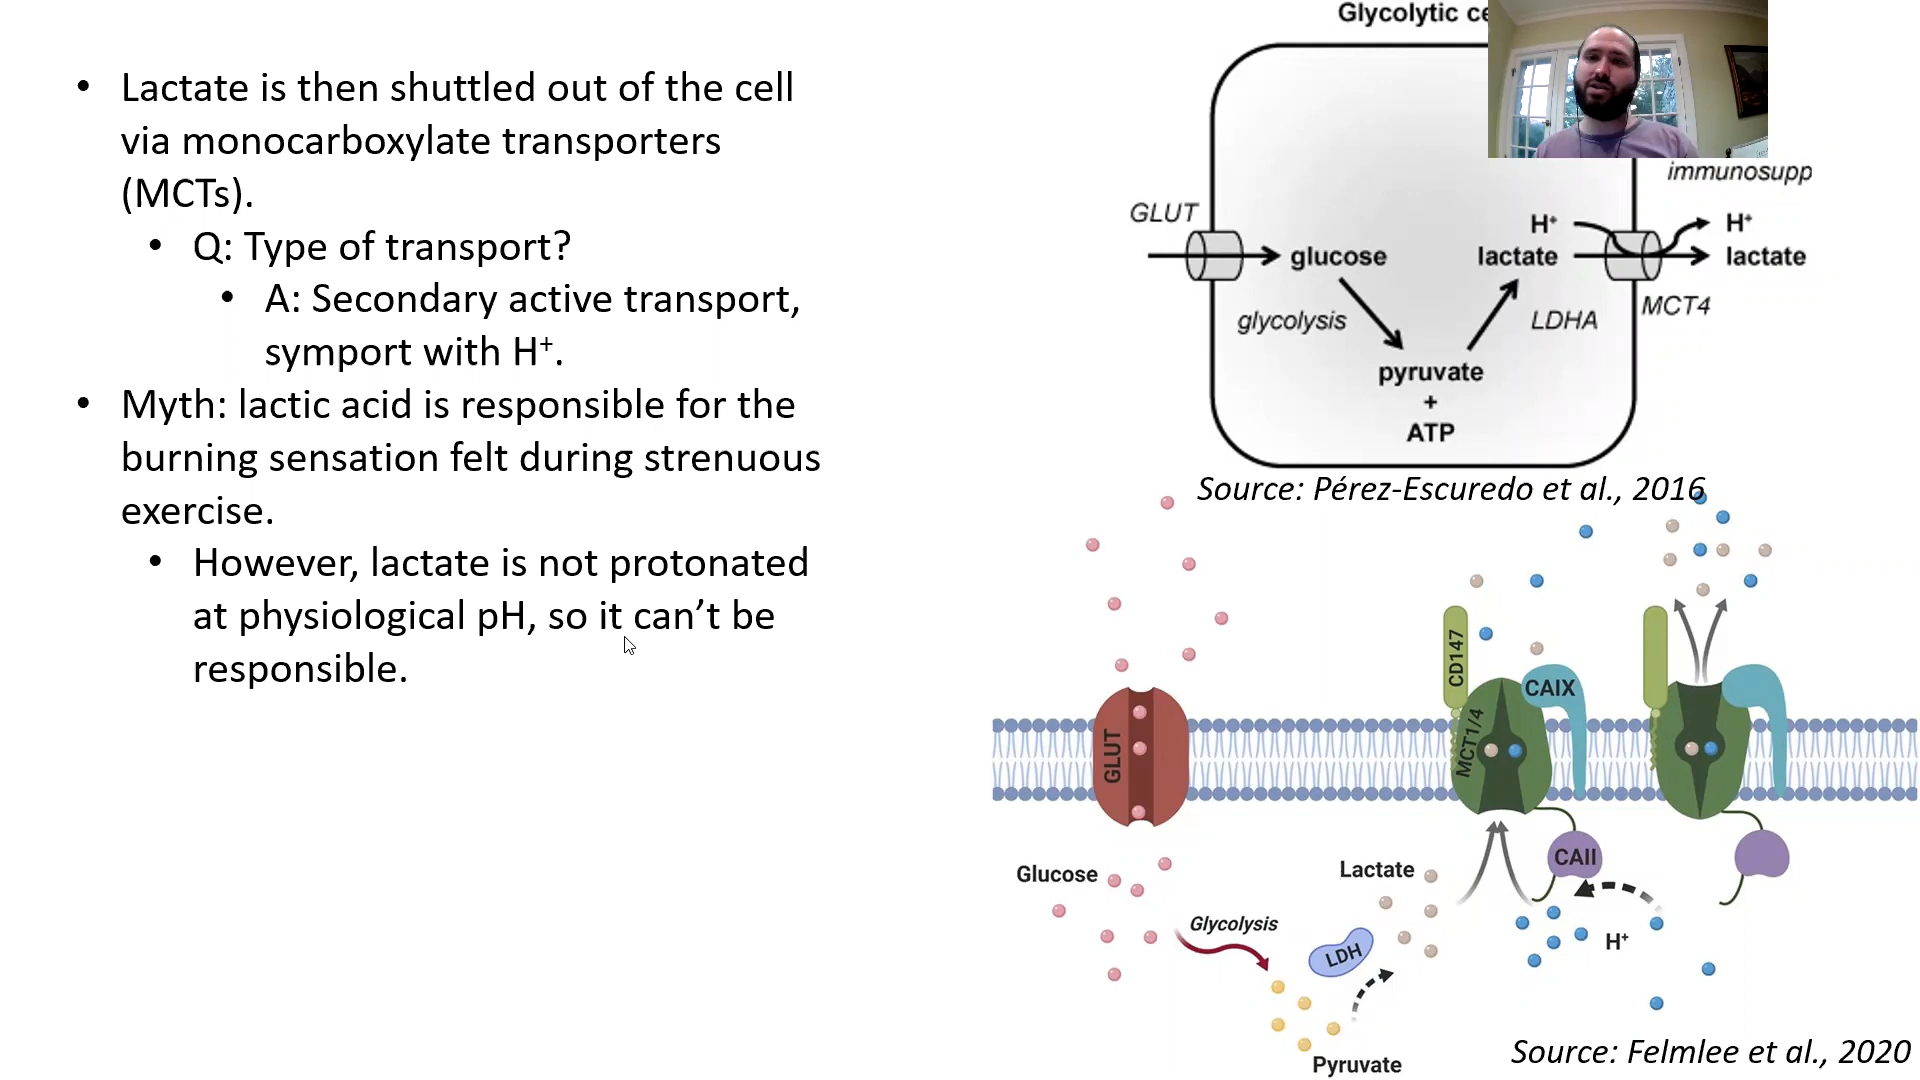 • Lactate is then shuttled out of the cell
via monocarboxylate transporters
(MCTs).
• Q: Type of transport?
• A: Secondary active transport,
symport with H⁺.
• Myth: lactic acid is responsible for the
burning sensation felt during strenuous
exercise.
• However, lactate is not protonated
at physiological pH, so it can’t be
responsible.
Glycolytic ce
immunosupp
GLUT
H⁺
H⁺
glucose
lactate
lactate
glycolysis
LDHA
MCT4
pyruvate
+
ATP
Source: Pérez-Escuredo et al., 2016
CD147
CAIX
GLUT
MCT1/4
CAII
Glucose
Lactate
Glycolysis
LDH
H⁺
Pyruvate
Source: Felmlee et al., 2020